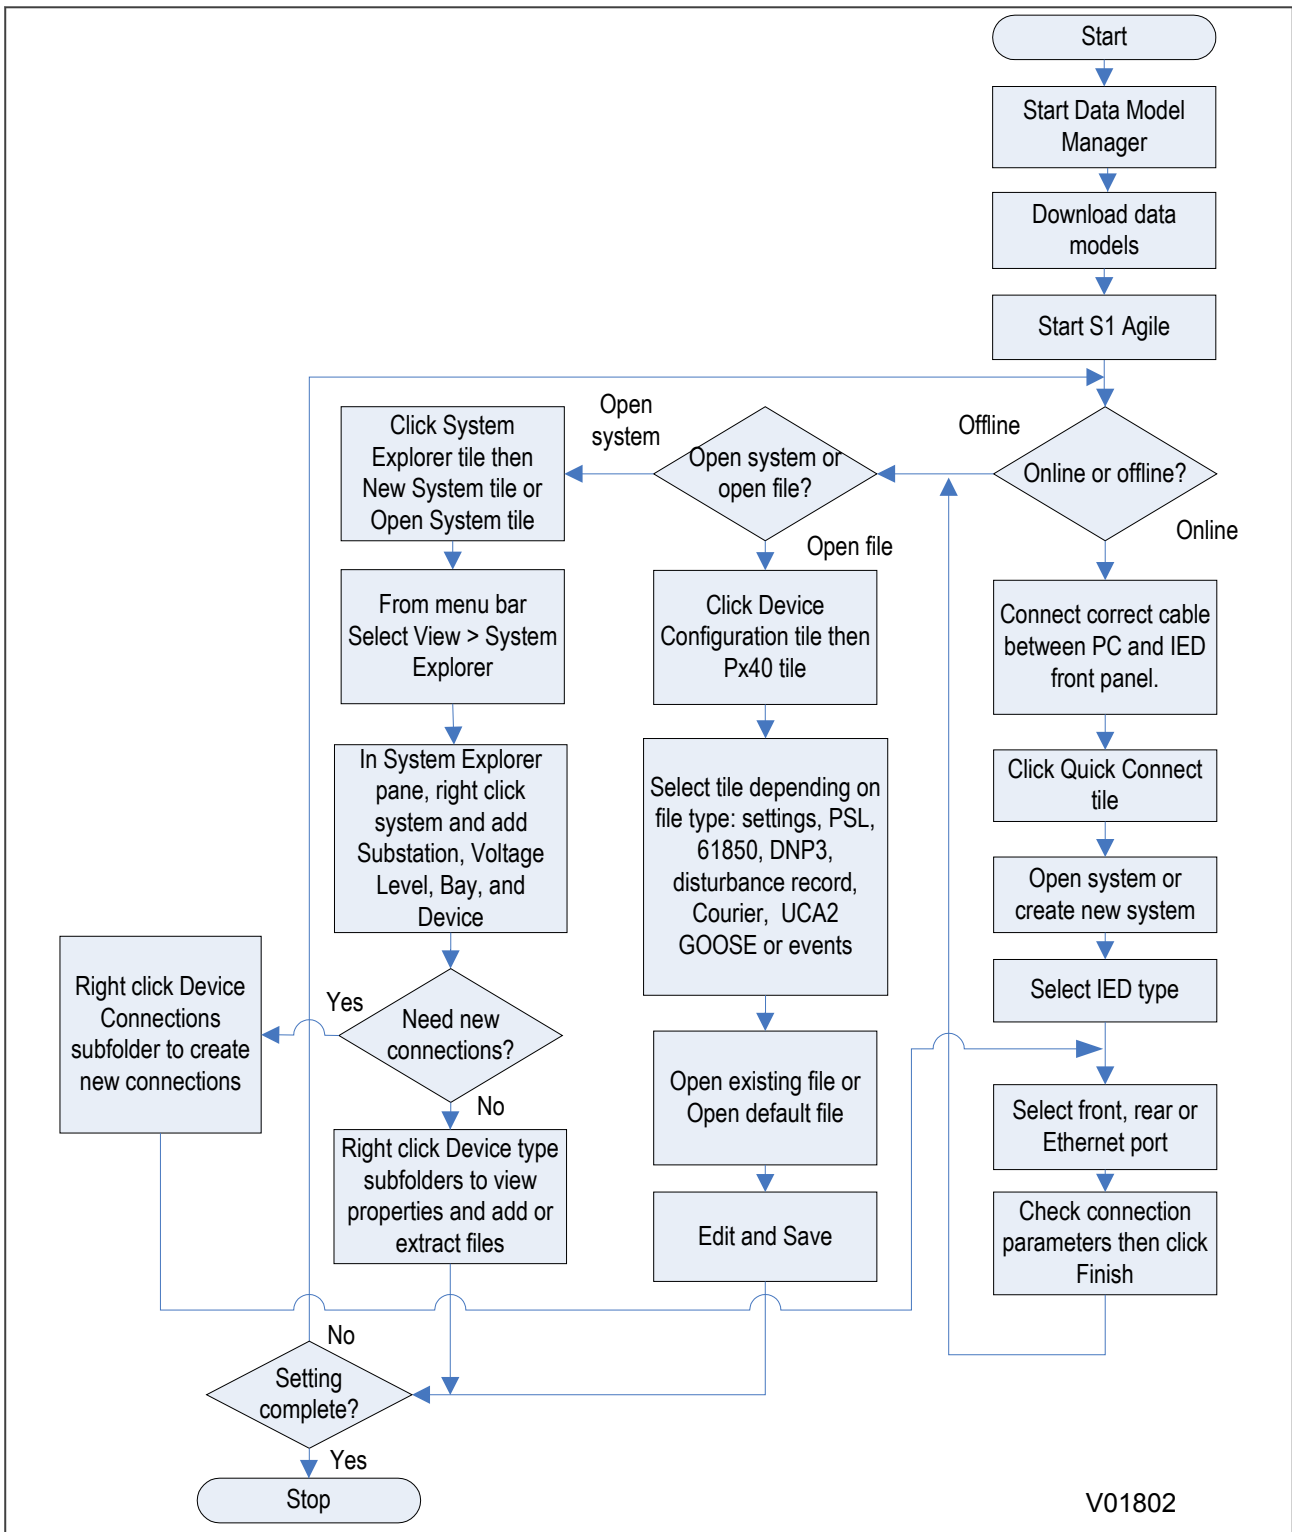 Start
Start Data Model
Manager
Download data
models
Start S1 Agile
Online or offline?
Offline
Online
Open system or
open file?
Open
system
Open file
Click System
Explorer tile then
New System tile or
Open System tile
From menu bar
Select View > System
Explorer
In System Explorer
pane, right click
system and add
Substation, Voltage
Level, Bay, and
Device
Need new
connections?
Yes
No
Right click Device
Connections
subfolder to create
new connections
Right click Device type
subfolders to view
properties and add or
extract files
Click Device
Configuration tile then
Px40 tile
Select tile depending on
file type: settings, PSL,
61850, DNP3,
disturbance record,
Courier, UCA2
GOOSE or events
Open existing file or
Open default file
Edit and Save
Connect correct cable
between PC and IED
front panel.
Click Quick Connect
tile
Open system or
create new system
Select IED type
Select front, rear or
Ethernet port
Check connection
parameters then click
Finish
Setting
complete?
No
Yes
Stop
V01802